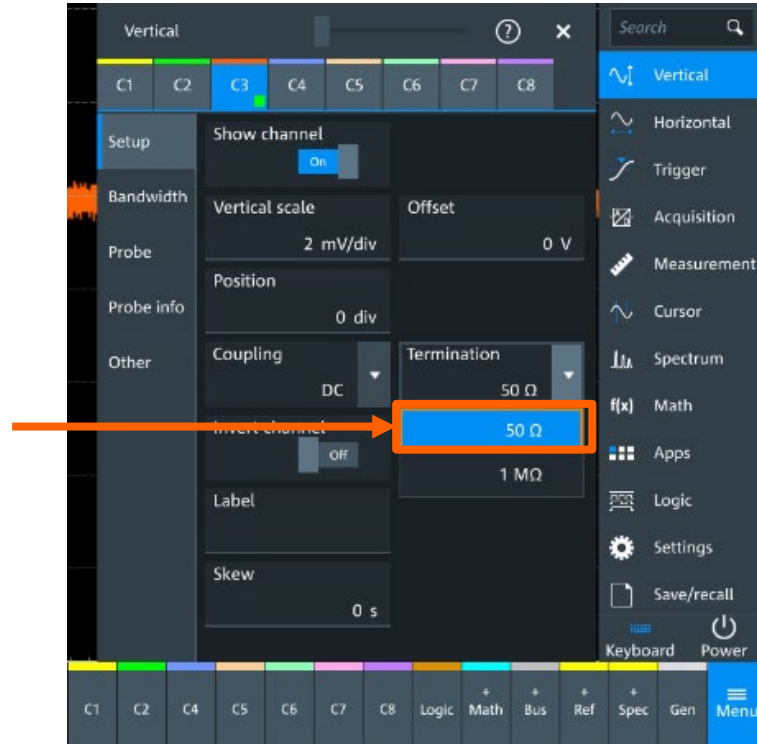 Vertical
?
×
Search
C1 C2 C3 C4 C5 C6 C7 C8
Setup
Bandwidth
Probe
Probe info
Other
Show channel
On
Vertical scale
2 mV/div
Offset
0 V
Position
0 div
Coupling
DC
Termination
50 Ω
50 Ω
1 MΩ
Invert channel
Off
Label
Skew
0 s
Vertical
Horizontal
Trigger
Acquisition
Measurement
Cursor
Spectrum
f(x) Math
Apps
Logic
Settings
Save/recall
Keyboard Power
C1 C2 C4 C5 C6 C7 C8 Logic + Math + Bus + Ref + Spec Gen Menu